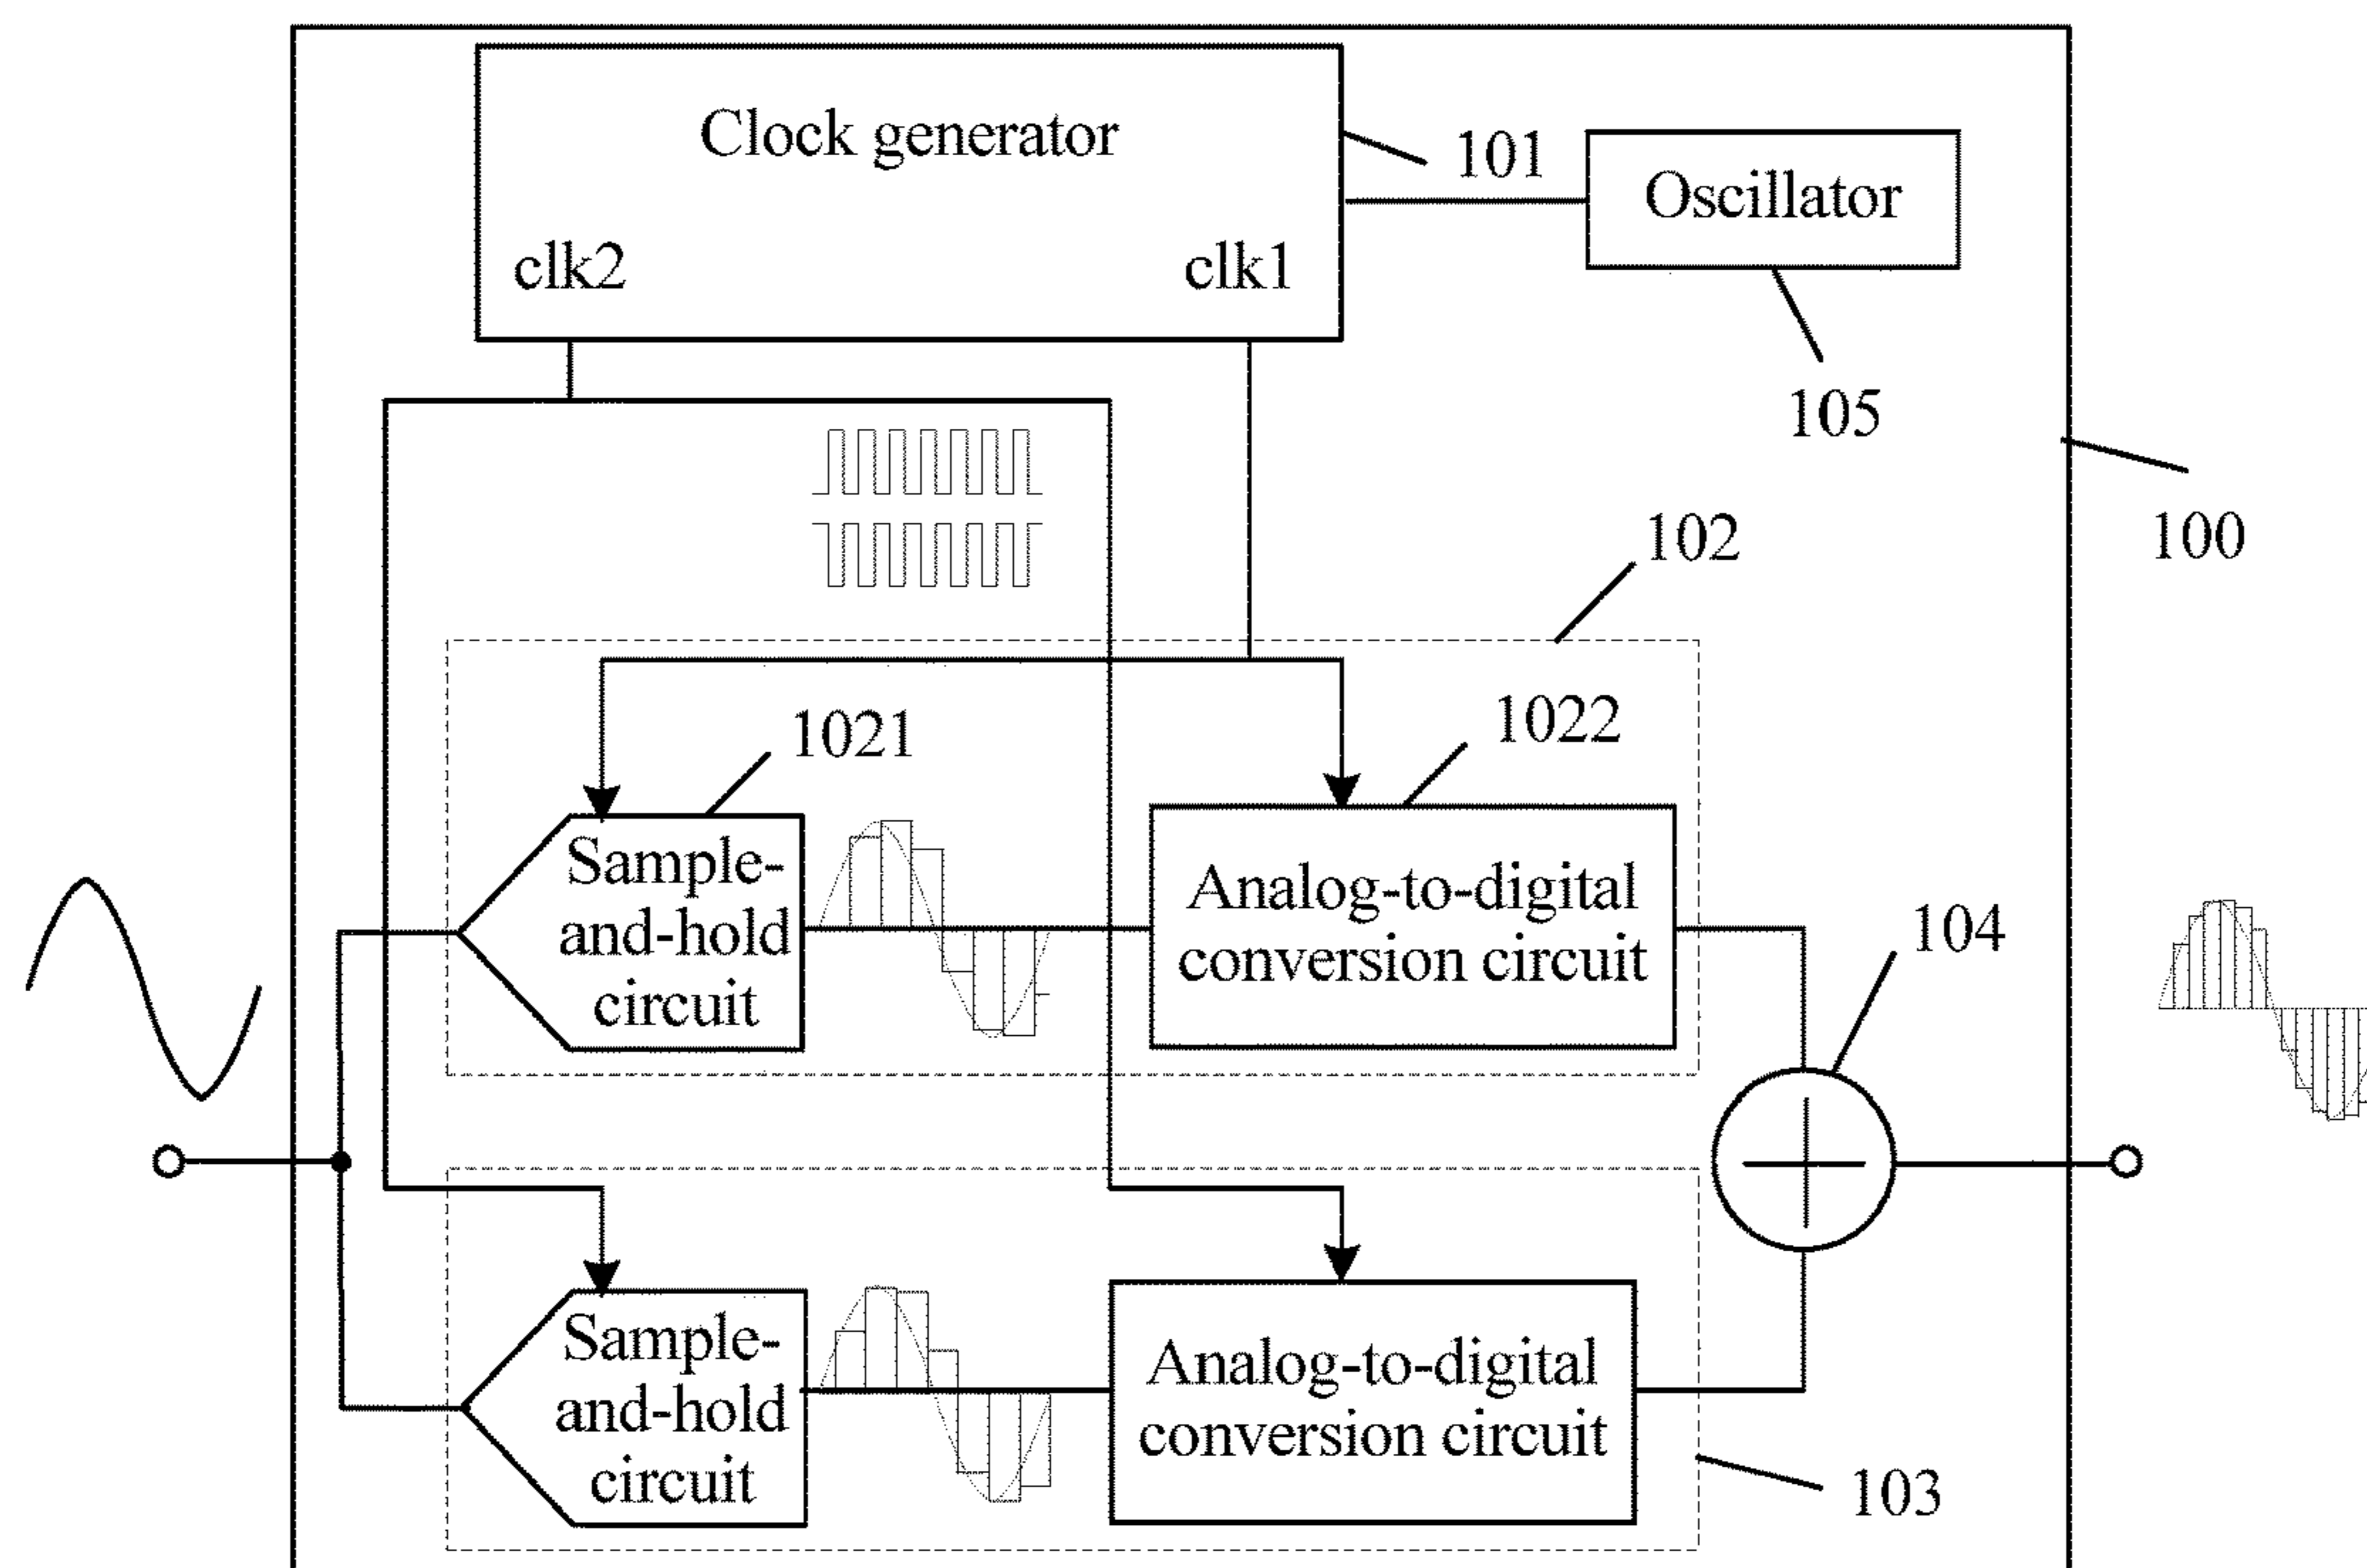 Clock generator
101
Oscillator
clk2
clk1
105
100
102
1021
1022
Sample-
and-hold
circuit
Analog-to-digital
conversion circuit
104
Sample-
and-hold
circuit
Analog-to-digital
conversion circuit
103